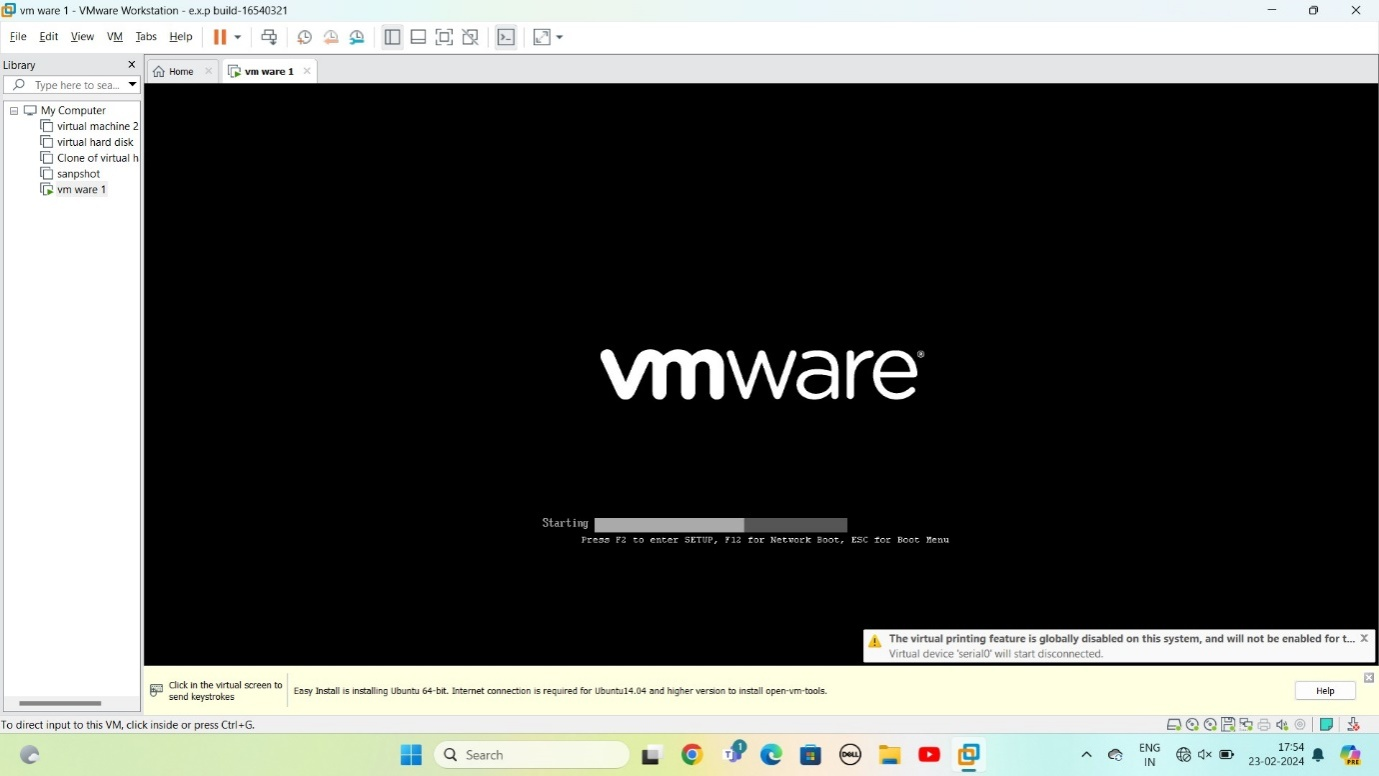 vm ware 1 - VMware Workstation - e.x.p build-16540321
File Edit View VM Tabs Help
Library
Type here to sea...
Home
vm ware 1
My Computer
virtual machine 2
virtual hard disk
Clone of virtual h
sanpshot
vm ware 1
vmware®
Starting
Press F2 to enter SETUP, F12 for Network Boot, ESC for Boot Menu
The virtual printing feature is globally disabled on this system, and will not be enabled for t...
Virtual device 'serial0' will start disconnected.
Click in the virtual screen to
send keystrokes
Easy Install is installing Ubuntu 64-bit. Internet connection is required for Ubuntu14.04 and higher version to install open-vm-tools.
Help
To direct input to this VM, click inside or press Ctrl+G.
Search
1
DELL
ENG
IN
17:54
23-02-2024
PRE